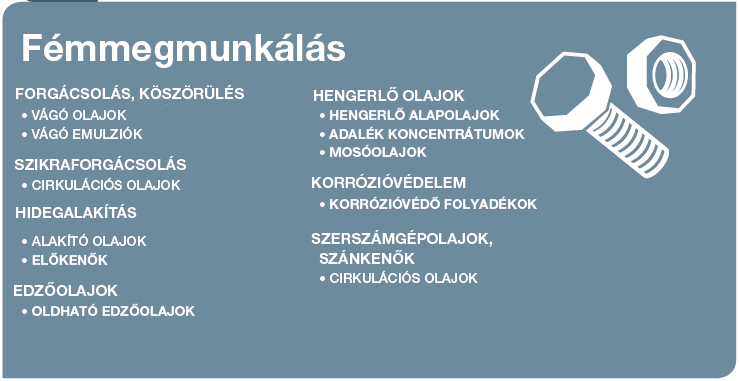 Fémmegmunkálás
FORGÁCSOLÁS, KÖSZÖRÜLÉS
• VÁGÓ OLAJOK
• VÁGÓ EMULZIÓK
SZIKRAFORGÁCSOLÁS
• CIRKULÁCIÓS OLAJOK
HIDEGALAKÍTÁS
• ALAKÍTÓ OLAJOK
• ELŐKENŐK
EDZŐOLAJOK
• OLDHATÓ EDZŐOLAJOK
HENGERLŐ OLAJOK
• HENGERLŐ ALAPOLAJOK
• ADALÉK KONCENTRÁTUMOK
• MOSÓOLAJOK
KORRÓZIÓVÉDELEM
• KORRÓZIÓVÉDŐ FOLYADÉKOK
SZERSZÁMGÉPOLAJOK,
SZÁNKENŐK
• CIRKULÁCIÓS OLAJOK